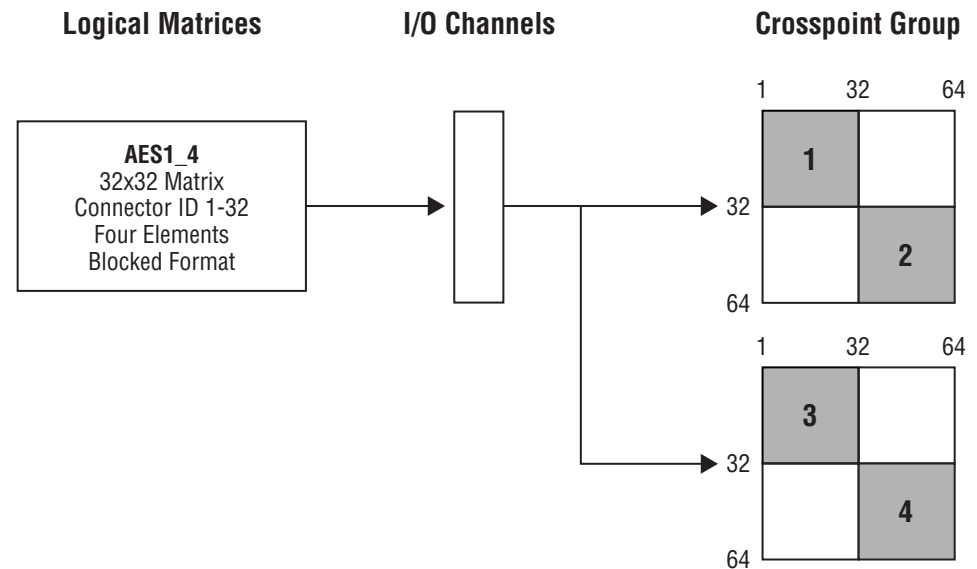 Logical Matrices
I/O Channels
Crosspoint Group
AES1_4
32x32 Matrix
Connector ID 1-32
Four Elements
Blocked Format
1 32 64
1
32
2
64
1 32 64
3
32
4
64